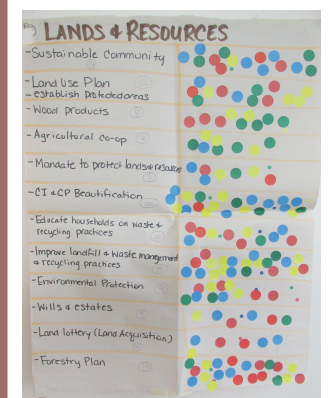 LANDS & RESOURCES
-Sustainable Community
-Land Use Plan
-establish protected areas
-Wood products
-Agricultural Co-op
-Mandate to protect lands & resources
-CI & CP Beautification
-Educate households on waste &
recycling practices
-Improve landfill & waste management
& recycling practices
-Environmental Protection
-Wills & estates
-Land lottery (Land Acquisition)
-Forestry Plan